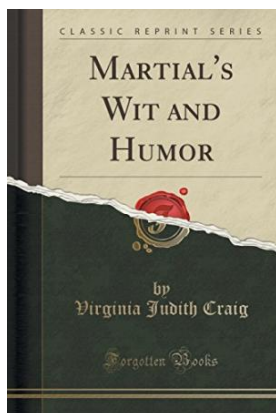 CLASSIC REPRINT SERIES
MARTIAL'S
WIT AND
HUMOR
by
Virginia Judith Craig
Forgotten Books